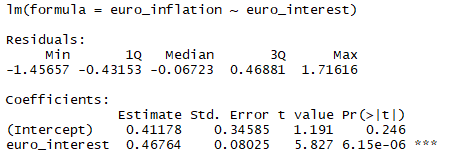 lm(formula = euro_inflation ~ euro_interest)
Residuals:
Min 1Q Median 3Q Max
-1.45657 -0.43153 -0.06723 0.46881 1.71616
Coefficients:
Estimate Std. Error t value Pr(>|t|)
(Intercept) 0.41178 0.34585 1.191 0.246
euro_interest 0.46764 0.08025 5.827 6.15e-06 ***